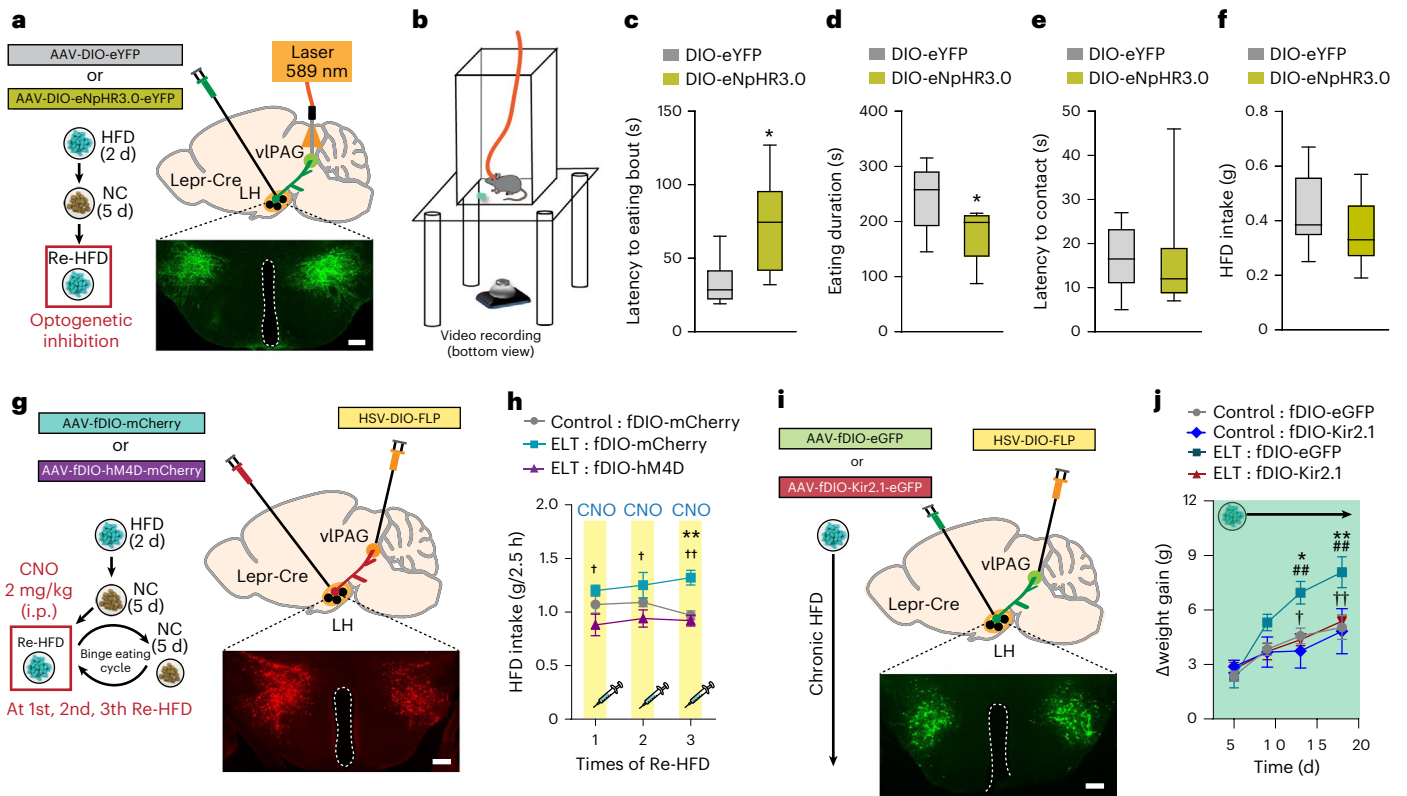 a
AAV-DIO-eYFP
or
AAV-DIO-eNpHR3.0-eYFP
HFD
(2 d)
NC
(5 d)
Re-HFD
Optogenetic
inhibition
Laser
589 nm
vlPAG
Lepr-Cre
LH
b
Video recording
(bottom view)
c
DIO-eYFP
DIO-eNpHR3.0
Latency to eating bout (s)
150
100
50
0
*
d
DIO-eYFP
DIO-eNpHR3.0
Eating duration (s)
400
300
200
100
0
*
e
DIO-eYFP
DIO-eNpHR3.0
Latency to contact (s)
50
40
30
20
10
0
f
DIO-eYFP
DIO-eNpHR3.0
HFD intake (g)
0.8
0.6
0.4
0.2
0
g
AAV-fDIO-mCherry
or
AAV-fDIO-hM4D-mCherry
HSV-DIO-FLP
HFD
(2 d)
NC
(5 d)
CNO
2 mg/kg
(i.p.)
Re-HFD
Binge eating
cycle
NC
(5 d)
At 1st, 2nd, 3th Re-HFD
vlPAG
Lepr-Cre
LH
h
Control : fDIO-mCherry
ELT : fDIO-mCherry
ELT : fDIO-hM4D
HFD intake (g/2.5 h)
2.0
1.5
1.0
0.5
0
CNO CNO CNO
† † ** ††
1 2 3
Times of Re-HFD
i
AAV-fDIO-eGFP
or
AAV-fDIO-Kir2.1-eGFP
HSV-DIO-FLP
Chronic HFD
vlPAG
Lepr-Cre
LH
j
Control : fDIO-eGFP
Control : fDIO-Kir2.1
ELT : fDIO-eGFP
ELT : fDIO-Kir2.1
Δweight gain (g)
12
9
6
3
0
* ## †
** ## ††
5 10 15 20
Time (d)